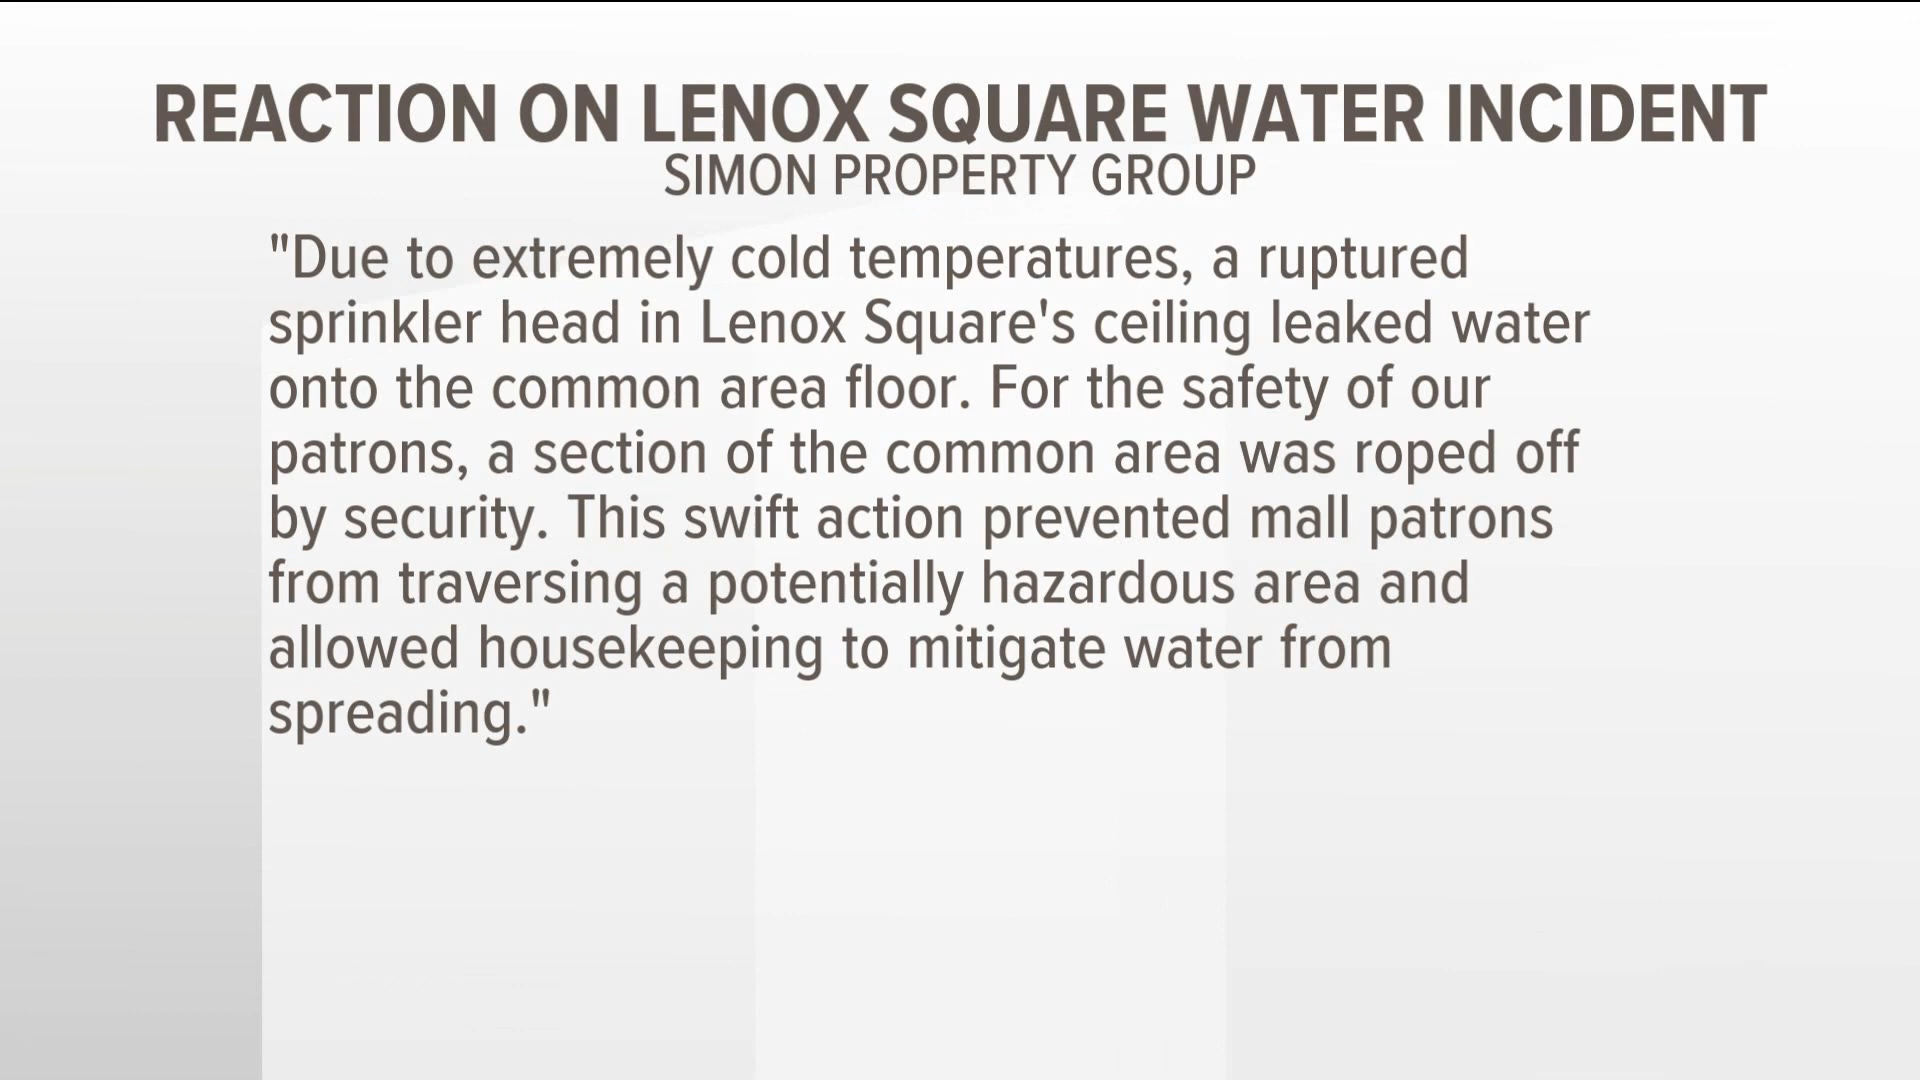 REACTION ON LENOX SQUARE WATER INCIDENT
SIMON PROPERTY GROUP
"Due to extremely cold temperatures, a ruptured
sprinkler head in Lenox Square's ceiling leaked water
onto the common area floor. For the safety of our
patrons, a section of the common area was roped off
by security. This swift action prevented mall patrons
from traversing a potentially hazardous area and
allowed housekeeping to mitigate water from
spreading."